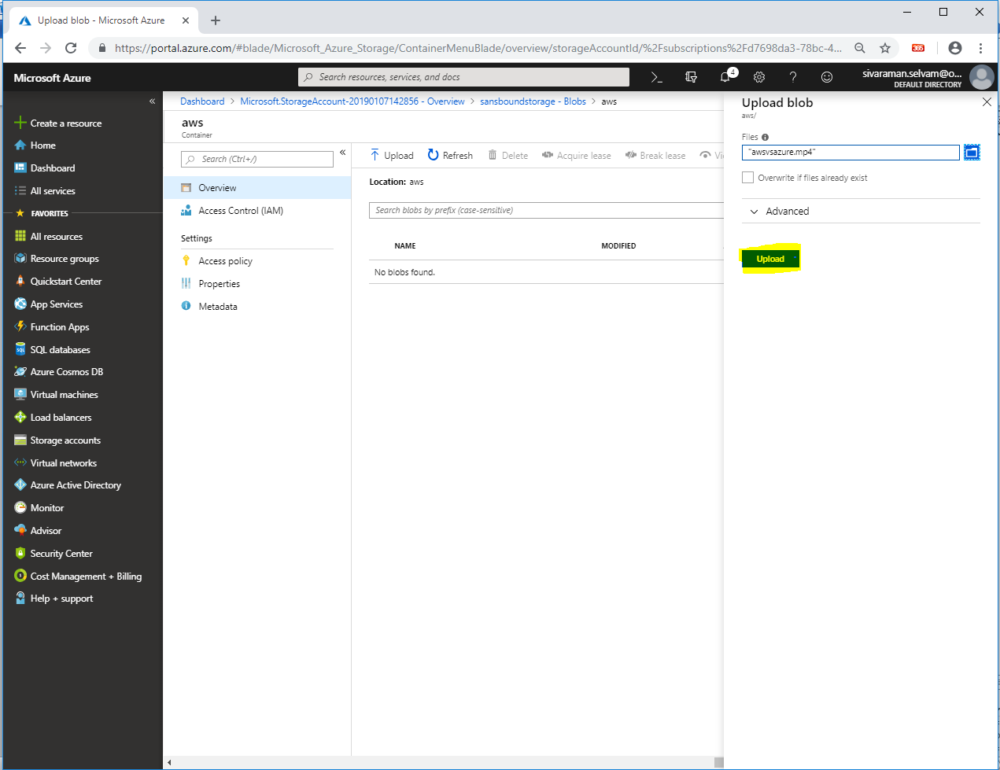 Upload blob - Microsoft Azure
https://portal.azure.com/#blade/Microsoft_Azure_Storage/ContainerMenuBlade/overview/storageAccountId/%2Fsubscriptions%2Fd7698da3-78bc-4...
365
Microsoft Azure
Search resources, services, and docs
4
sivaraman.selvam@o...
DEFAULT DIRECTORY
Create a resource
Home
Dashboard
All services
FAVORITES
All resources
Resource groups
Quickstart Center
App Services
Function Apps
SQL databases
Azure Cosmos DB
Virtual machines
Load balancers
Storage accounts
Virtual networks
Azure Active Directory
Monitor
Advisor
Security Center
Cost Management + Billing
Help + support
Dashboard > Microsoft.StorageAccount-20190107142856 - Overview > sansboundstorage - Blobs > aws
aws
Container
Search (Ctrl+/)
Overview
Access Control (IAM)
Settings
Access policy
Properties
Metadata
Upload Refresh Delete Acquire lease Break lease
Location: aws
Search blobs by prefix (case-sensitive)
NAME MODIFIED
No blobs found.
Upload blob
aws/
Files
"awsvsazure.mp4"
Overwrite if files already exist
Advanced
Upload